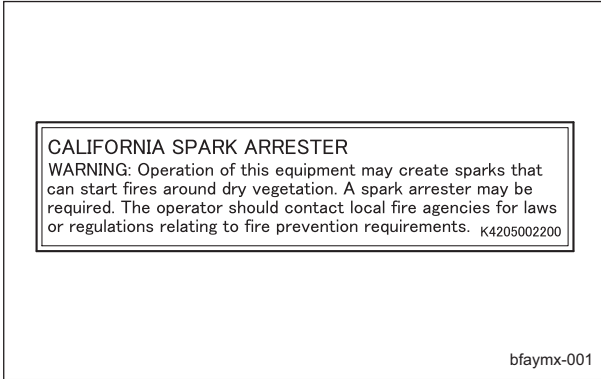 CALIFORNIA SPARK ARRESTER
WARNING: Operation of this equipment may create sparks that
can start fires around dry vegetation. A spark arrester may be
required. The operator should contact local fire agencies for laws
or regulations relating to fire prevention requirements. K4205002200
bfaymx-001